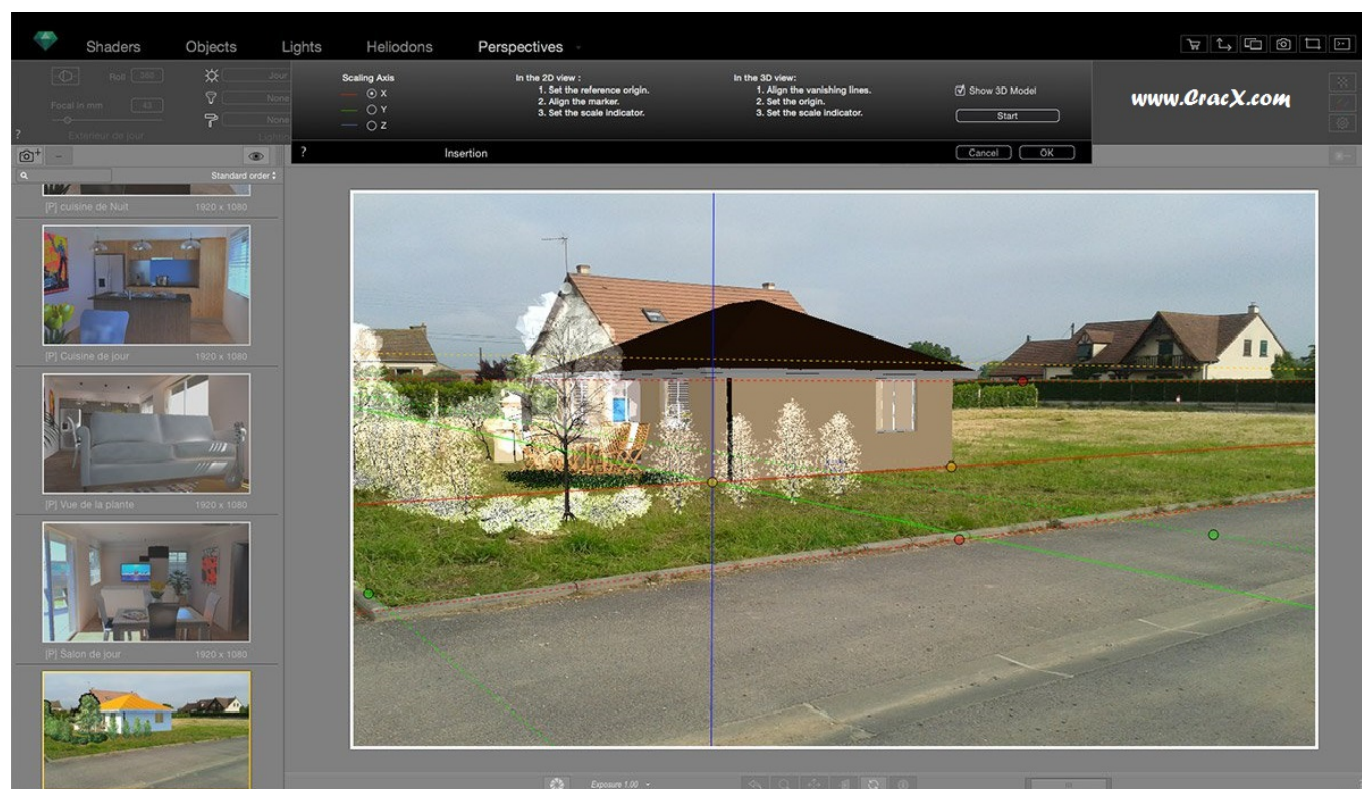 Shaders Objects Lights Heliodons Perspectives
Roll 360
Jour
Focal in mm 43
None
None
? Exterieur de jour Lightin
Scaling Axis
X
Y
Z
In the 2D view :
1. Set the reference origin.
2. Align the marker.
3. Set the scale indicator.
In the 3D view:
1. Align the vanishing lines.
2. Set the origin.
3. Set the scale indicator.
Show 3D Model
Start
www.CracX.com
? Insertion Cancel OK
Standard order
[P] cuisine de Nuit 1920 x 1080
[P] Cuisine de jour 1920 x 1080
[P] Vue de la plante 1920 x 1080
[P] Salon de jour 1920 x 1080
Exposure 1.00